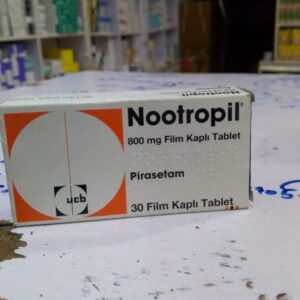 Nootropil®
800 mg Film Kaplı Tablet
Pirasetam
ucb
30 Film Kaplı Tablet